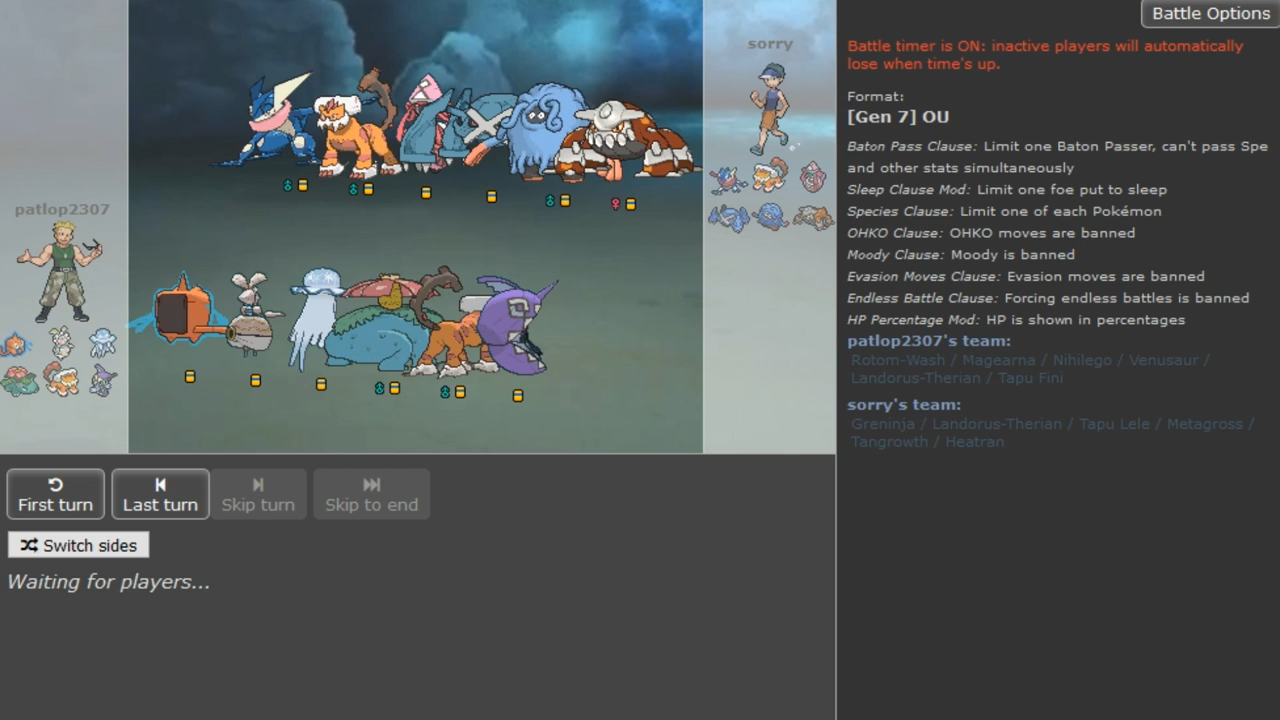 Battle Options
sorry
patlop2307
Battle timer is ON: inactive players will automatically
lose when time's up.
Format:
[Gen 7] OU
Baton Pass Clause: Limit one Baton Passer, can't pass Spe
and other stats simultaneously
Sleep Clause Mod: Limit one foe put to sleep
Species Clause: Limit one of each Pokémon
OHKO Clause: OHKO moves are banned
Moody Clause: Moody is banned
Evasion Moves Clause: Evasion moves are banned
Endless Battle Clause: Forcing endless battles is banned
HP Percentage Mod: HP is shown in percentages
patlop2307's team:
Rotom-Wash / Magearna / Nihilego / Venusaur /
Landorus-Therian / Tapu Fini
sorry's team:
Greninja / Landorus-Therian / Tapu Lele / Metagross /
Tangrowth / Heatran
First turn
Last turn
Skip turn
Skip to end
Switch sides
Waiting for players...